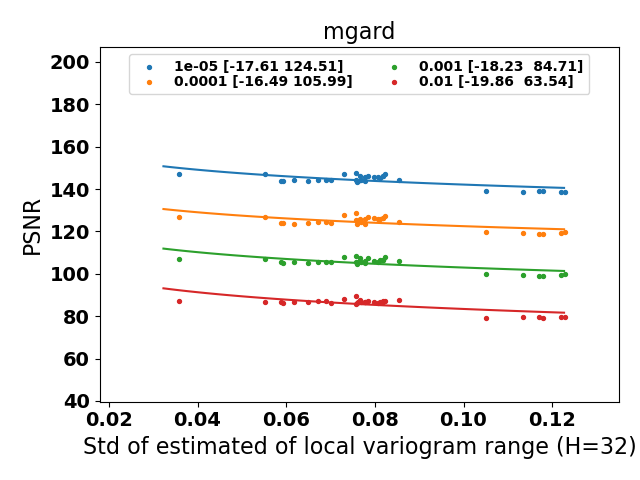 mgard
1e-05 [-17.61 124.51]
0.0001 [-16.49 105.99]
0.001 [-18.23  84.71]
0.01 [-19.86  63.54]
PSNR
200
180
160
140
120
100
80
60
40
0.02 0.04 0.06 0.08 0.10 0.12
Std of estimated of local variogram range (H=32)